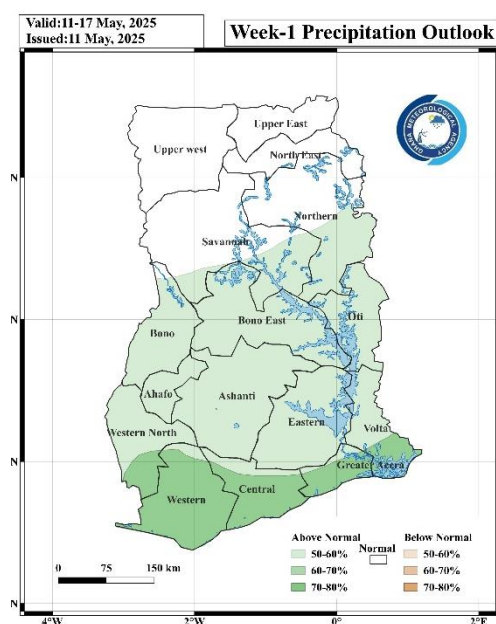 Valid:11-17 May, 2025
Issued:11 May, 2025
Week-1 Precipitation Outlook
GHANA METEOROLOGICAL AGENCY
Upper East
Upper west
North East
Northern
Savannah
Bono
Bono East
Oti
Ahafo
Ashanti
Eastern
Volta
Western North
Greater Accra
Central
Western
N
N
N
N
Above Normal
50-60%
60-70%
70-80%
Normal
Below Normal
50-60%
60-70%
70-80%
0 75 150 km
4°W 2°W 0° 2°E